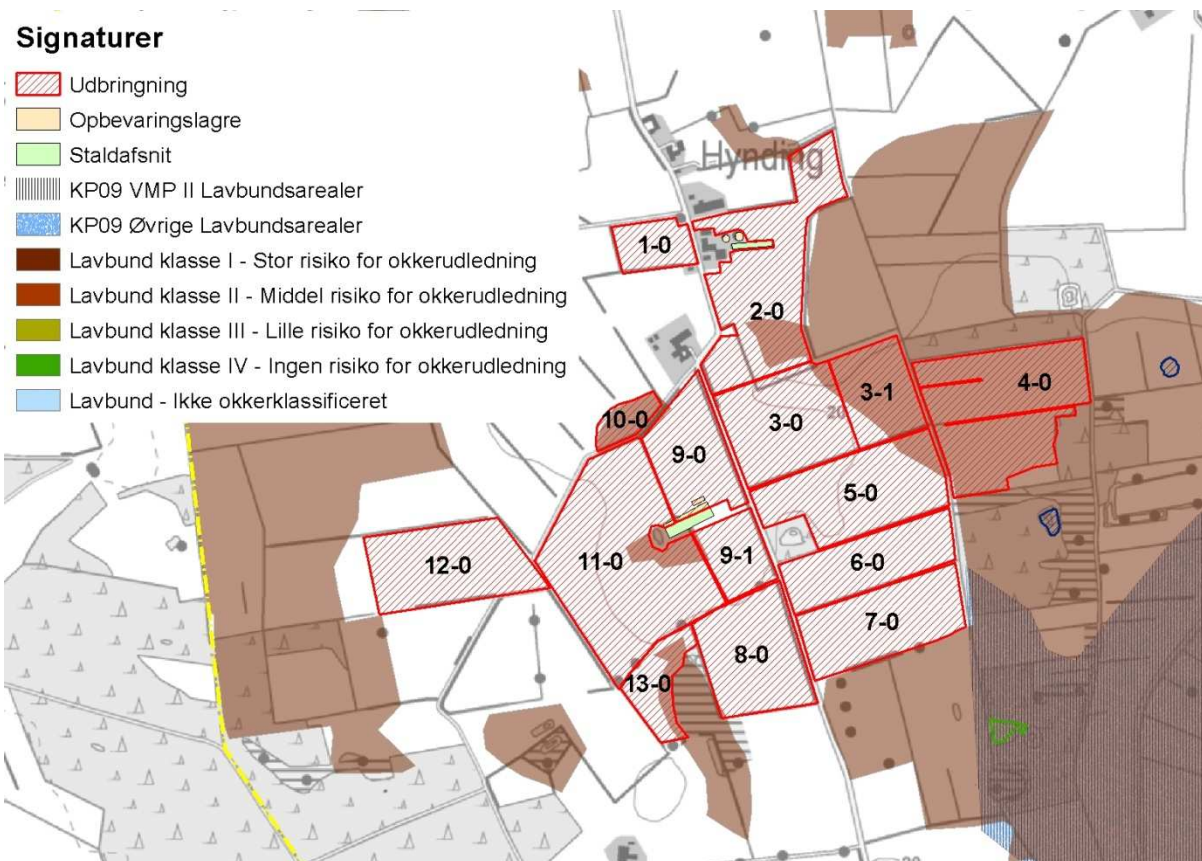 Signaturer
Udbringning
Opbevaringslagre
Staldafsnit
KP09 VMP II Lavbundsarealer
KP09 Øvrige Lavbundsarealer
Lavbund klasse I - Stor risiko for okkerudledning
Lavbund klasse II - Middel risiko for okkerudledning
Lavbund klasse III - Lille risiko for okkerudledning
Lavbund klasse IV - Ingen risiko for okkerudledning
Lavbund - Ikke okkerklassificeret
Hynding
1-0
2-0
3-1
4-0
3-0
20
10-0
9-0
5-0
11-0
9-1
6-0
12-0
7-0
8-0
13-0